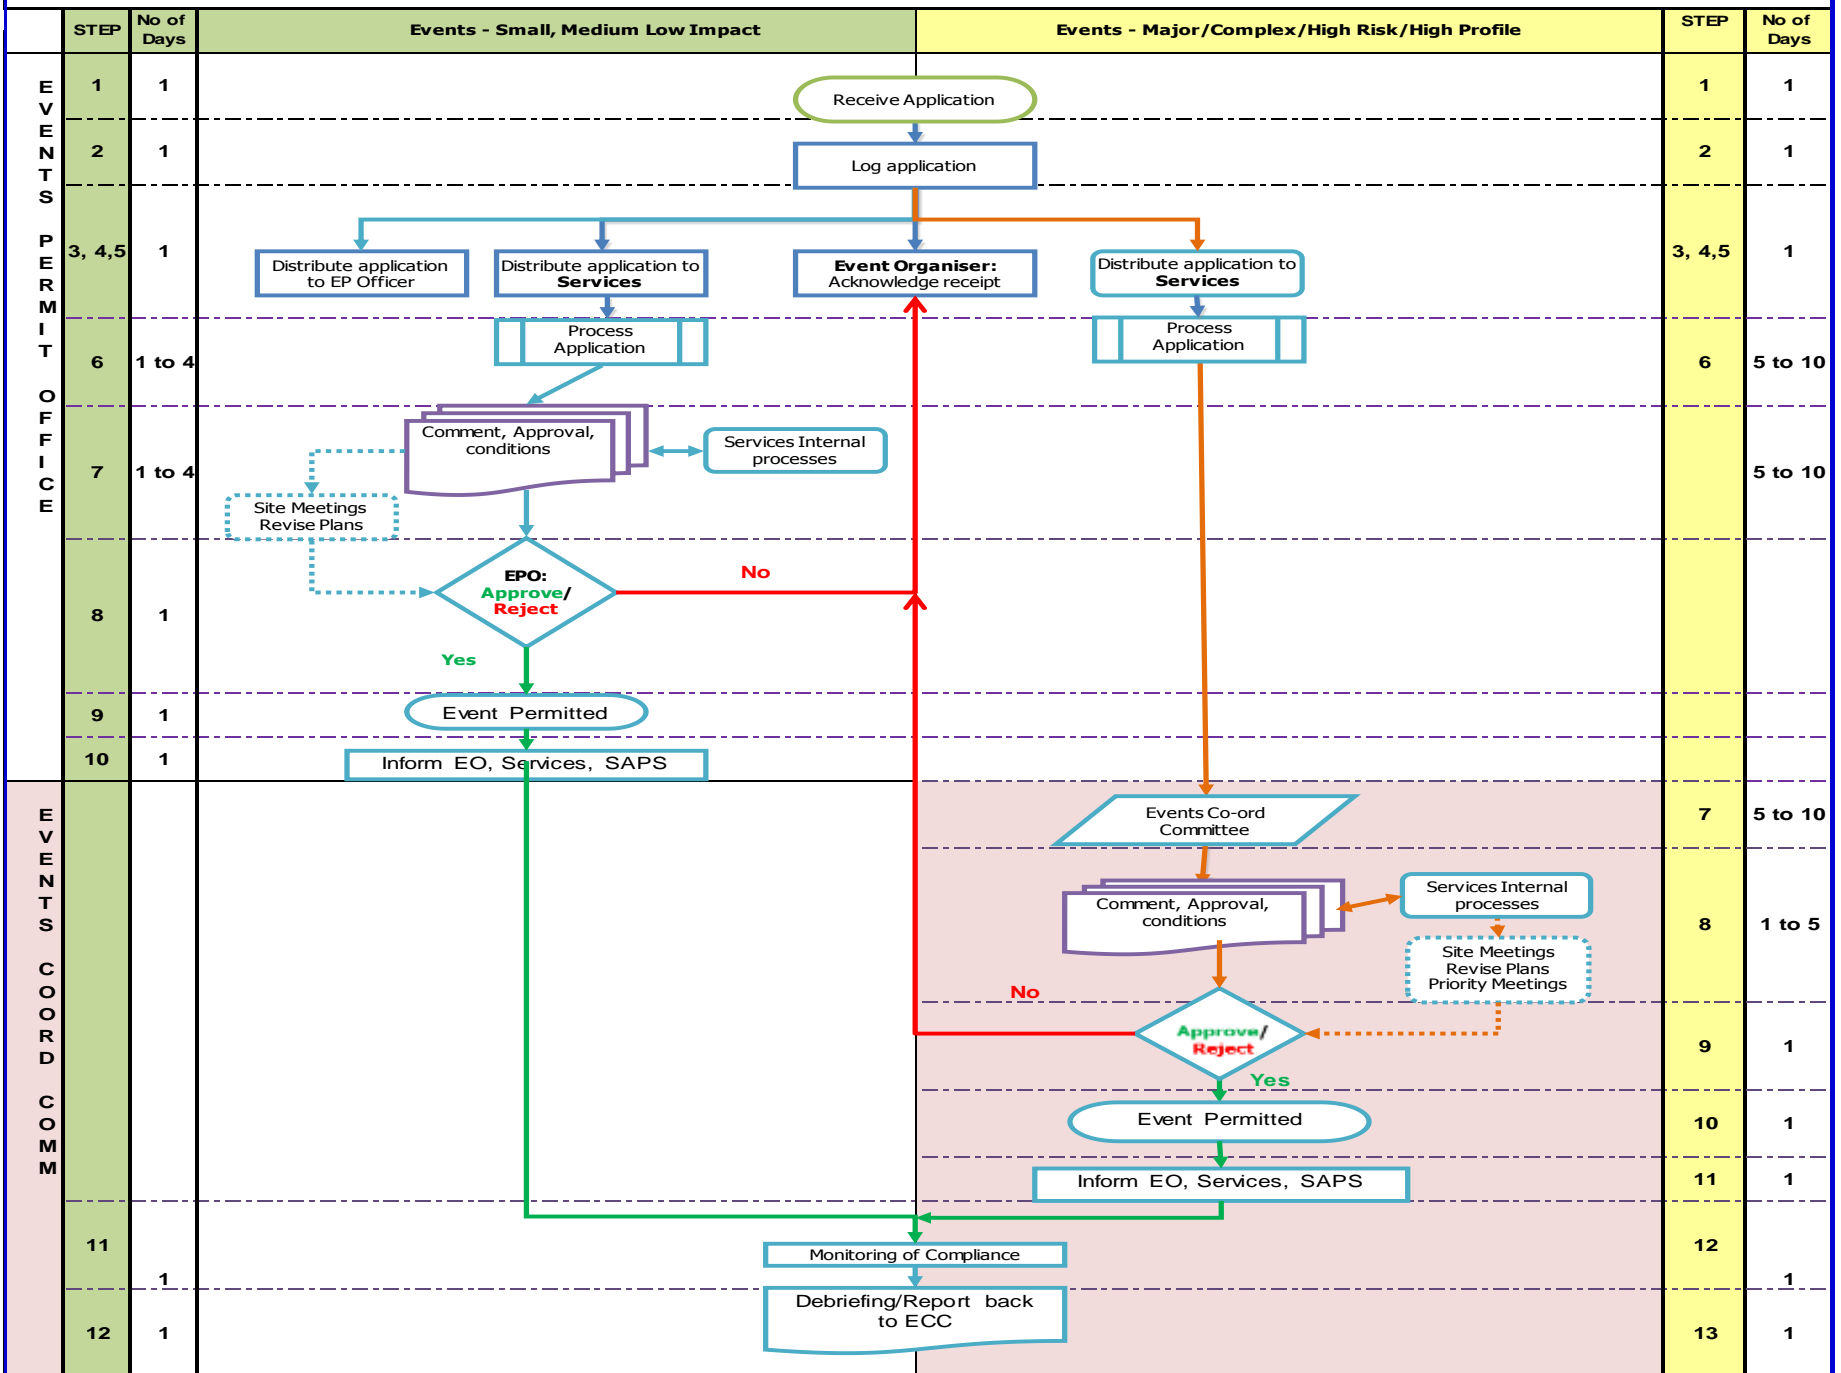 STEP
No of
Days
Events - Small, Medium Low Impact
Events - Major/Complex/High Risk/High Profile
STEP
No of
Days
EVENTS PERMIT OFFICE
1
1
Receive Application
1
1
2
1
Log application
2
1
3, 4,5
1
Distribute application
to EP Officer
Distribute application to
Services
Event Organiser:
Acknowledge receipt
Distribute application to
Services
3, 4,5
1
6
1 to 4
Process
Application
Process
Application
6
5 to 10
7
1 to 4
Comment, Approval,
conditions
Services Internal
processes
Site Meetings
Revise Plans
5 to 10
8
1
EPO:
Approve/
Reject
No
Yes
9
1
Event Permitted
10
1
Inform EO, Services, SAPS
EVENTS COORD COMM
Events Co-ord
Committee
7
5 to 10
Comment, Approval,
conditions
Services Internal
processes
Site Meetings
Revise Plans
Priority Meetings
8
1 to 5
No
Approve/
Reject
Yes
9
1
Event Permitted
10
1
Inform EO, Services, SAPS
11
1
11
1
Monitoring of Compliance
12
1
12
1
Debriefing/Report back
to ECC
13
1